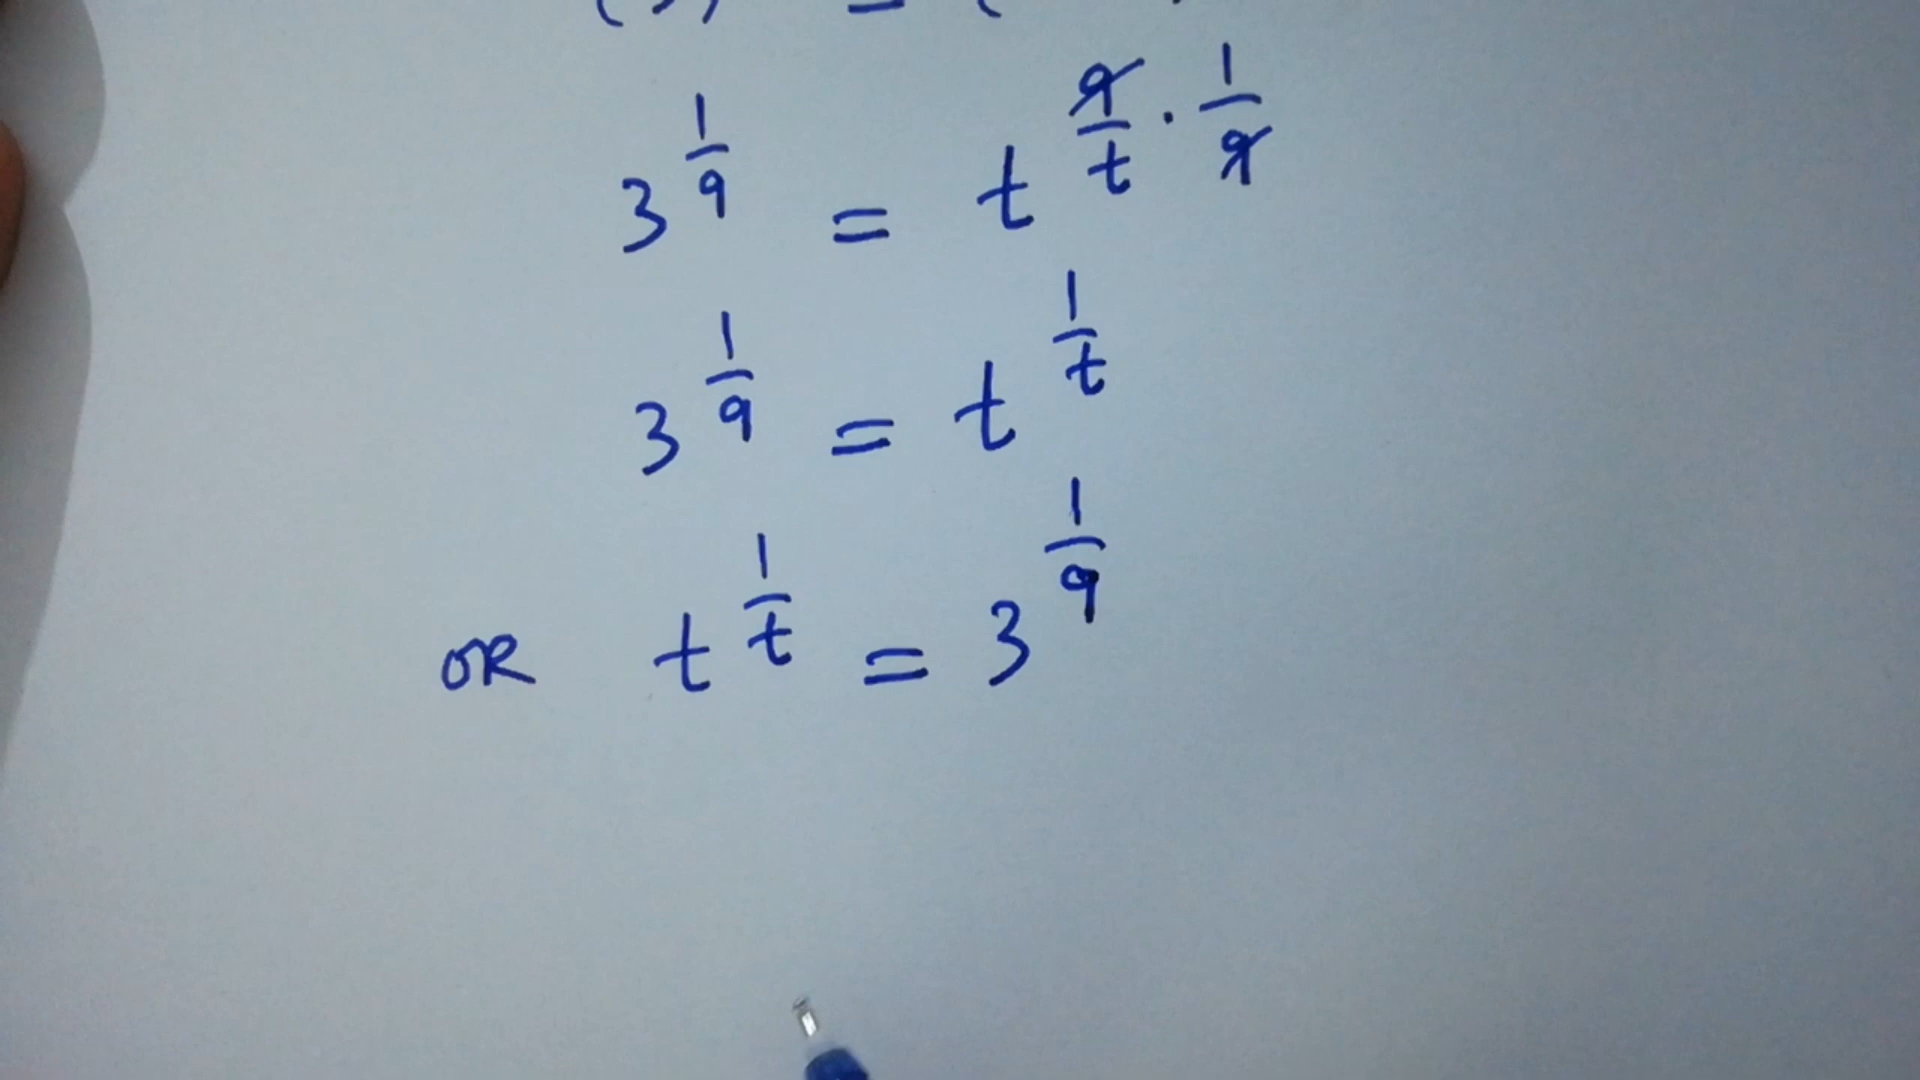 3^{1/9} = t^{9/t · 1/9}
3^{1/9} = t^{1/t}
OR t^{1/t} = 3^{1/9}